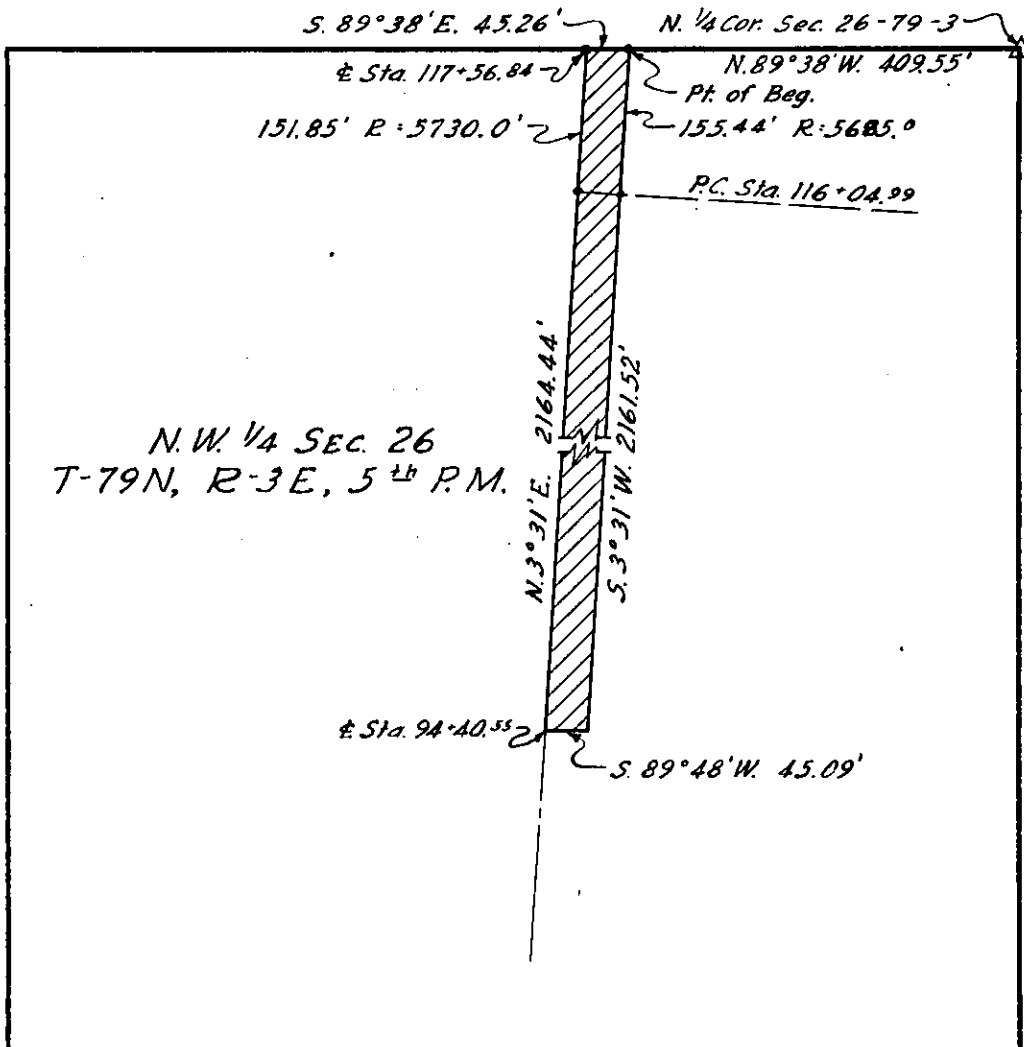 S. 89°38' E. 45.26'
N. 1/4 Cor. Sec. 26-79-3
℄ Sta. 117+56.84
N. 89°38' W. 409.55'
Pt. of Beg.
151.85' R=5730.0'
155.44' R=5685.0
P.C. Sta. 116+04.99
2164.44'
N. 3°31' E.
S. 3°31' W. 2161.52'
N.W. 1/4 SEC. 26
T-79N, R-3E, 5th P.M.
℄ Sta. 94+40.55
S. 89°48' W. 45.09'